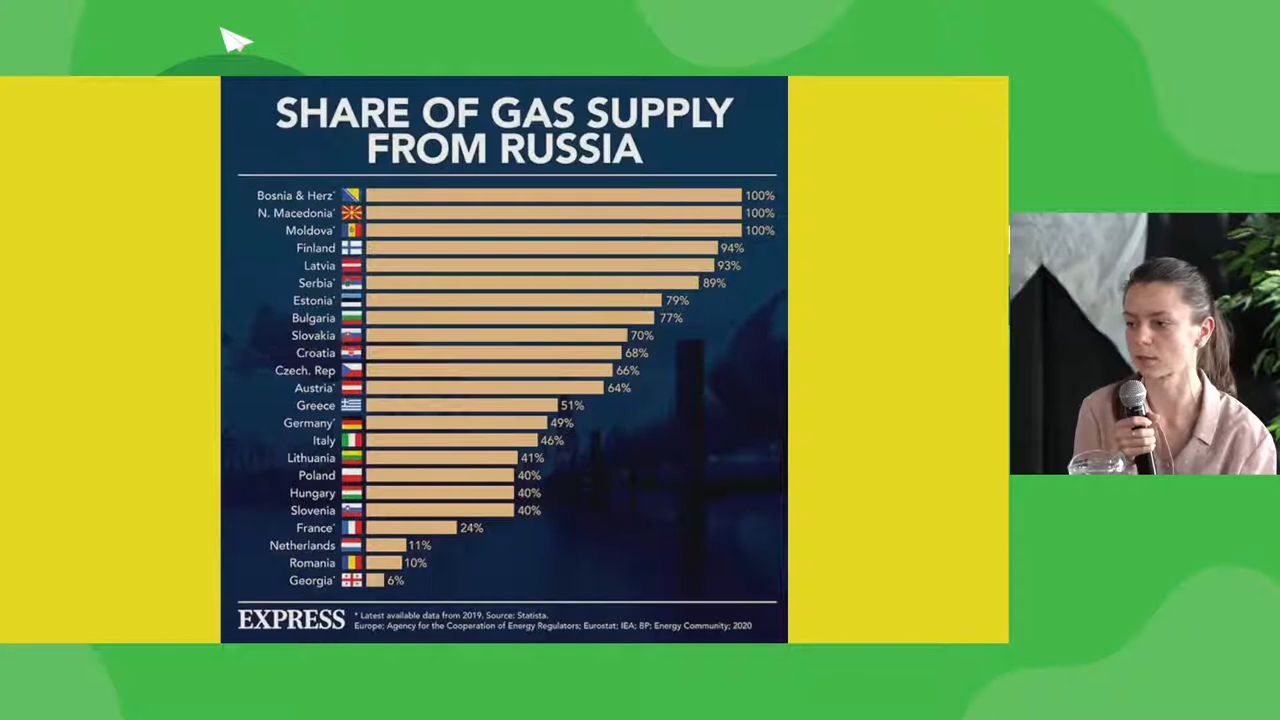 SHARE OF GAS SUPPLY
FROM RUSSIA
Bosnia & Herz* 100%
N. Macedonia* 100%
Moldova* 100%
Finland 94%
Latvia 93%
Serbia* 89%
Estonia* 79%
Bulgaria 77%
Slovakia 70%
Croatia 68%
Czech. Rep 66%
Austria* 64%
Greece 51%
Germany* 49%
Italy 46%
Lithuania 41%
Poland 40%
Hungary 40%
Slovenia 40%
France* 24%
Netherlands 11%
Romania 10%
Georgia* 6%
EXPRESS
* Latest available data from 2019. Source: Statista.
Europe; Agency for the Cooperation of Energy Regulators; Eurostat; IEA; BP; Energy Community; 2020